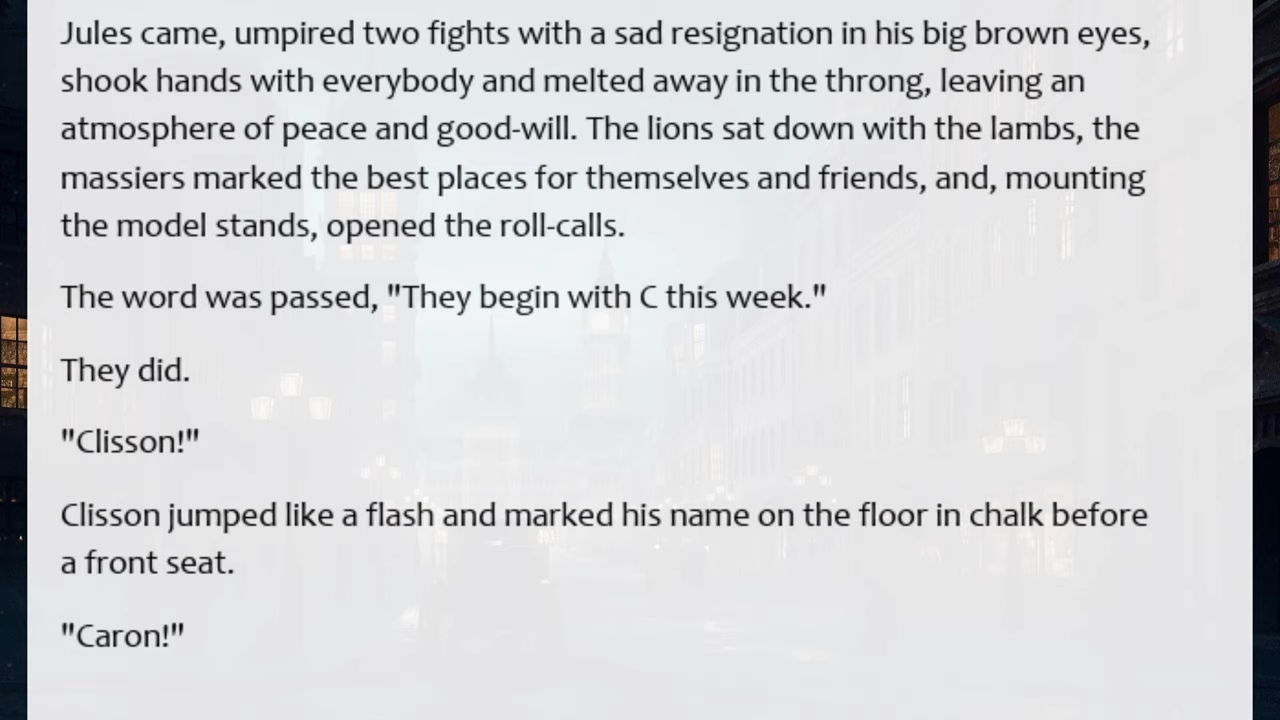 Jules came, umpired two fights with a sad resignation in his big brown eyes,
shook hands with everybody and melted away in the throng, leaving an
atmosphere of peace and good-will. The lions sat down with the lambs, the
massiers marked the best places for themselves and friends, and, mounting
the model stands, opened the roll-calls.
The word was passed, "They begin with C this week."
They did.
"Clisson!"
Clisson jumped like a flash and marked his name on the floor in chalk before
a front seat.
"Caron!"